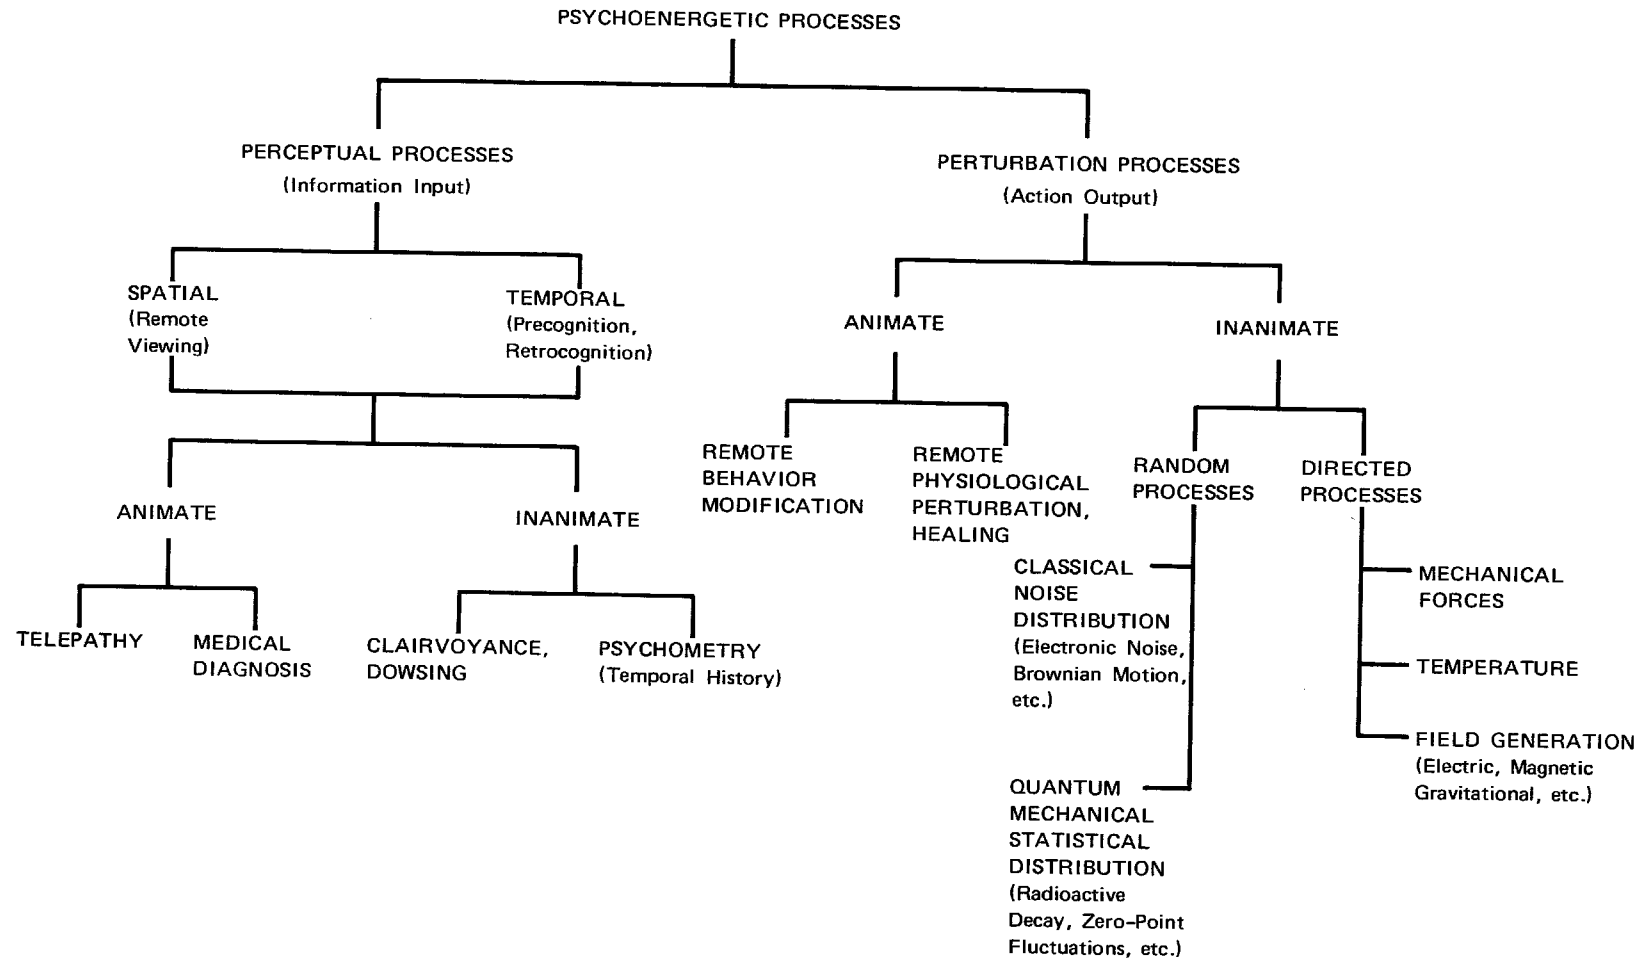 PSYCHOENERGETIC PROCESSES
PERCEPTUAL PROCESSES
(Information Input)
PERTURBATION PROCESSES
(Action Output)
SPATIAL
(Remote
Viewing)
TEMPORAL
(Precognition,
Retrocognition)
ANIMATE
INANIMATE
TELEPATHY
MEDICAL
DIAGNOSIS
CLAIRVOYANCE,
DOWSING
PSYCHOMETRY
(Temporal History)
ANIMATE
INANIMATE
REMOTE
BEHAVIOR
MODIFICATION
REMOTE
PHYSIOLOGICAL
PERTURBATION,
HEALING
RANDOM
PROCESSES
DIRECTED
PROCESSES
CLASSICAL
NOISE
DISTRIBUTION
(Electronic Noise,
Brownian Motion,
etc.)
QUANTUM
MECHANICAL
STATISTICAL
DISTRIBUTION
(Radioactive
Decay, Zero-Point
Fluctuations, etc.)
MECHANICAL
FORCES
TEMPERATURE
FIELD GENERATION
(Electric, Magnetic
Gravitational, etc.)